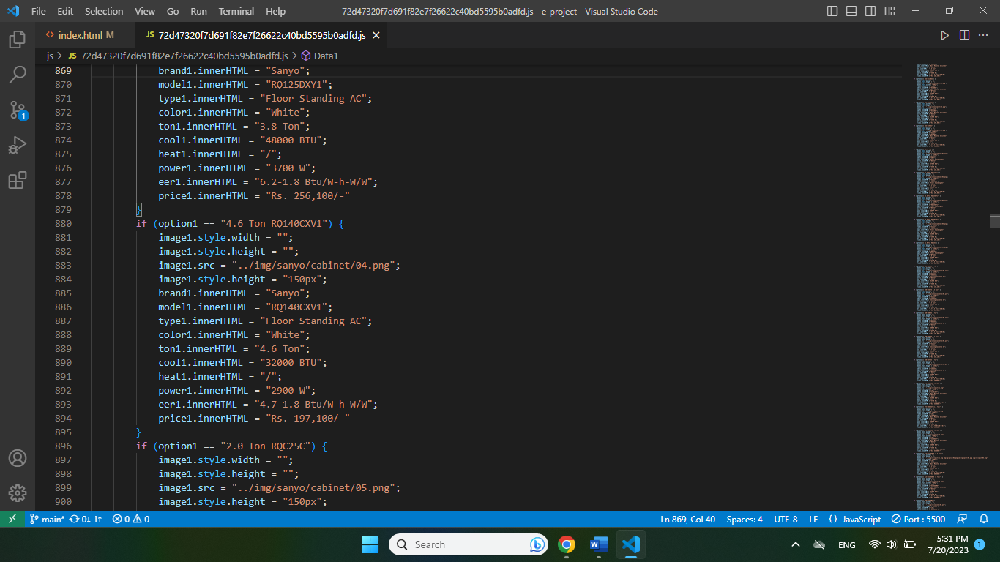 File Edit Selection View Go Run Terminal Help 72d47320f7d691f82e7f26622c40bd5595b0adfd.js - e-project - Visual Studio Code
index.html M JS 72d47320f7d691f82e7f26622c40bd5595b0adfd.js
js > JS 72d47320f7d691f82e7f26622c40bd5595b0adfd.js > Data1
869 brand1.innerHTML = "Sanyo";
870 model1.innerHTML = "RQ125DXY1";
871 type1.innerHTML = "Floor Standing AC";
872 color1.innerHTML = "White";
873 ton1.innerHTML = "3.8 Ton";
874 cool1.innerHTML = "48000 BTU";
875 heat1.innerHTML = "/";
876 power1.innerHTML = "3700 W";
877 eer1.innerHTML = "6.2-1.8 Btu/W-h-W/W";
878 price1.innerHTML = "Rs. 256,100/-"
879 }
880 if (option1 == "4.6 Ton RQ140CXV1") {
881 image1.style.width = "";
882 image1.style.height = "";
883 image1.src = "../img/sanyo/cabinet/04.png";
884 image1.style.height = "150px";
885 brand1.innerHTML = "Sanyo";
886 model1.innerHTML = "RQ140CXV1";
887 type1.innerHTML = "Floor Standing AC";
888 color1.innerHTML = "White";
889 ton1.innerHTML = "4.6 Ton";
890 cool1.innerHTML = "32000 BTU";
891 heat1.innerHTML = "/";
892 power1.innerHTML = "2900 W";
893 eer1.innerHTML = "4.7-1.8 Btu/W-h-W/W";
894 price1.innerHTML = "Rs. 197,100/-"
895 }
896 if (option1 == "2.0 Ton RQC25C") {
897 image1.style.width = "";
898 image1.style.height = "";
899 image1.src = "../img/sanyo/cabinet/05.png";
900 image1.style.height = "150px";
1
main* 0↓ 1↑ 0 0 Ln 869, Col 40 Spaces: 4 UTF-8 LF {} JavaScript Port : 5500
Search ENG 5:31 PM
7/20/2023 1